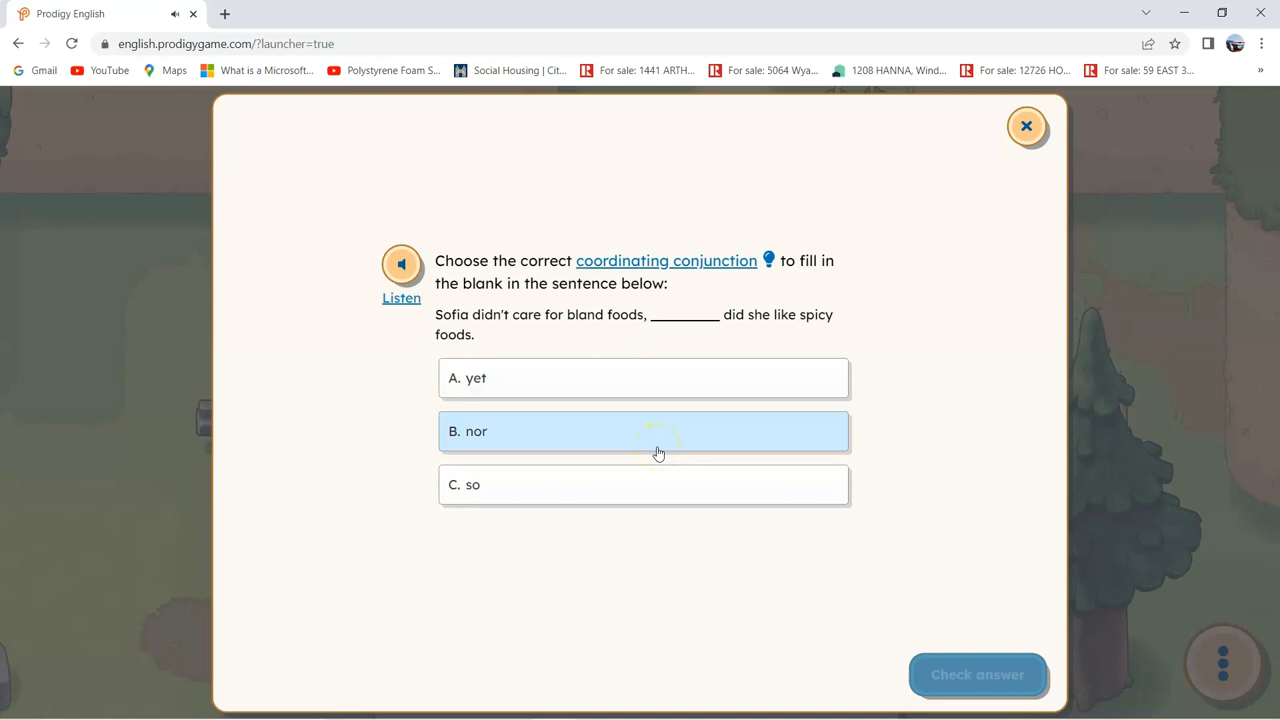 Prodigy English
english.prodigygame.com/?launcher=true
Gmail
YouTube
Maps
What is a Microsoft...
Polystyrene Foam S...
Social Housing | Cit...
For sale: 1441 ARTH...
For sale: 5064 Wya...
1208 HANNA, Wind...
For sale: 12726 HO...
For sale: 59 EAST 3...
»
Choose the correct coordinating conjunction to fill in
the blank in the sentence below:
Listen
Sofia didn't care for bland foods, __________ did she like spicy
foods.
A. yet
B. nor
C. so
Check answer